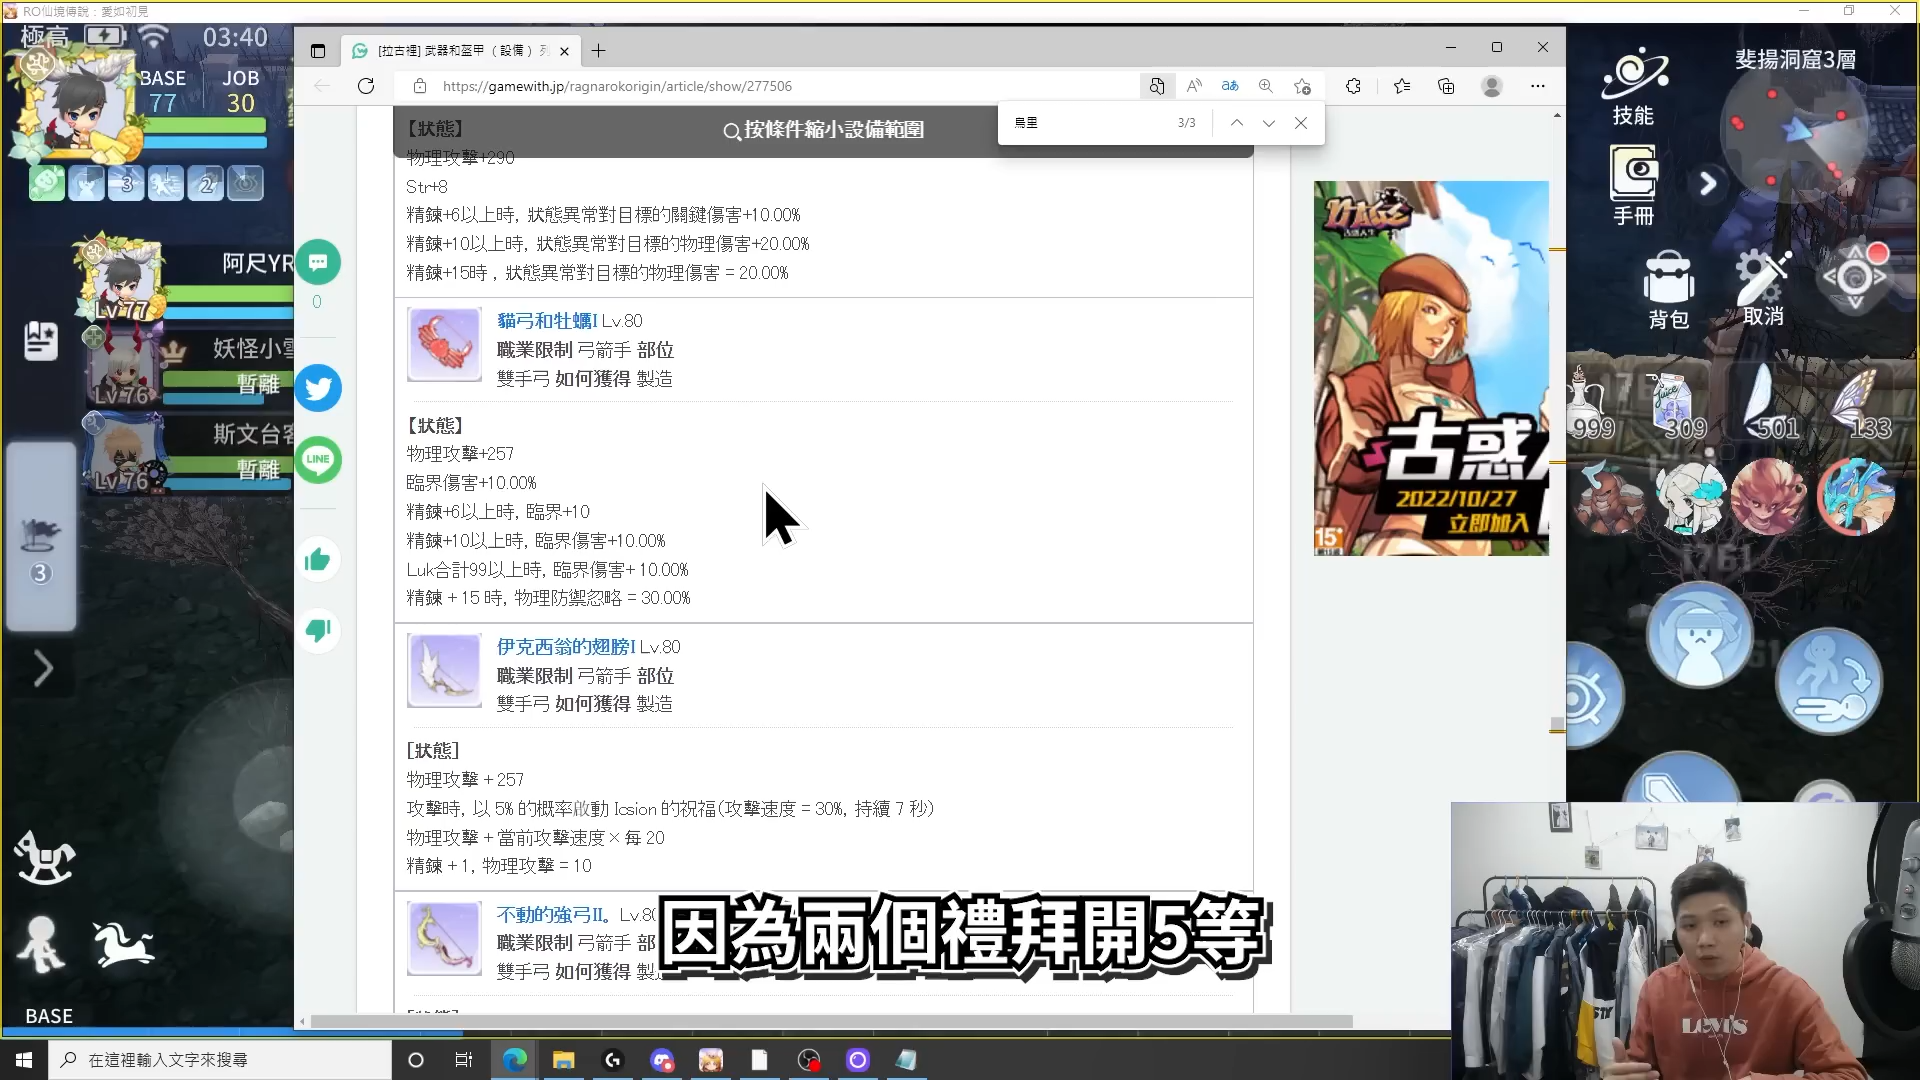 RO仙境傳說：愛如初見
極高
03:40
BASE
JOB
77
30
3
2
阿尺YR
Lv.77
妖怪小雪
暫離
Lv.76
斯文台客
暫離
Lv.76
3
BASE
[拉古裡] 武器和盔甲（設備）列
https://gamewith.jp/ragnarokorigin/article/show/277506
烏里
3/3
按條件縮小設備範圍
0
LINE
【狀態】
物理攻擊+290
Str+8
精鍊+6以上時, 狀態異常對目標的關鍵傷害+10.00%
精鍊+10以上時, 狀態異常對目標的物理傷害+20.00%
精鍊+15時 , 狀態異常對目標的物理傷害 = 20.00%
貓弓和牡蠣I Lv.80
職業限制 弓箭手 部位
雙手弓 如何獲得 製造
【狀態】
物理攻擊+257
臨界傷害+10.00%
精鍊+6以上時, 臨界+10
精鍊+10以上時, 臨界傷害+10.00%
Luk合計99以上時, 臨界傷害+ 10.00%
精鍊 + 15 時, 物理防禦忽略 = 30.00%
伊克西翁的翅膀I Lv.80
職業限制 弓箭手 部位
雙手弓 如何獲得 製造
[狀態]
物理攻擊 + 257
攻擊時, 以 5% 的概率啟動 Icsion 的祝福（攻擊速度 = 30%, 持續 7 秒）
物理攻擊 + 當前攻擊速度 × 每 20
精鍊 + 1, 物理攻擊 = 10
不動的強弓II。Lv.80
職業限制 弓箭手 部
雙手弓 如何獲得 製
因為兩個禮拜開5等
古惑
2022/10/27
立即加入
15+
斐揚洞窟3層
技能
手冊
背包
取消
999
309
501
133
LEVI'S
在這裡輸入文字來搜尋